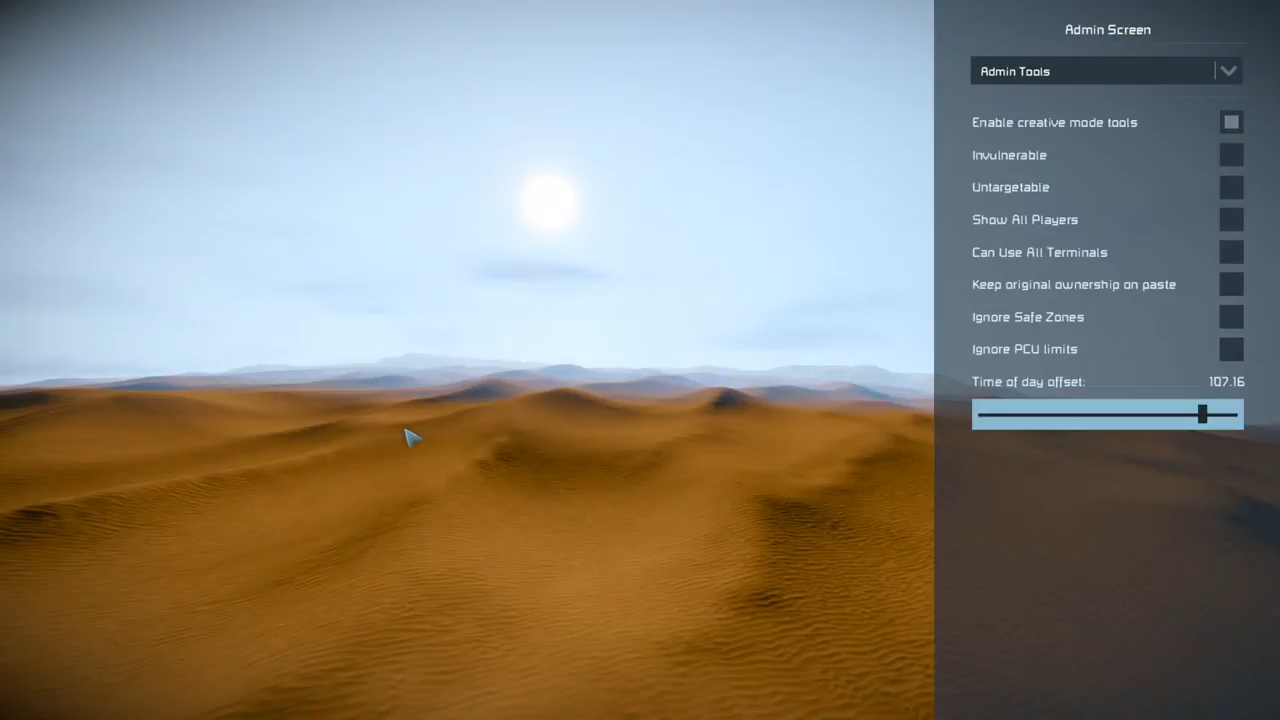 Admin Screen
Admin Tools
Enable creative mode tools
Invulnerable
Untargetable
Show All Players
Can Use All Terminals
Keep original ownership on paste
Ignore Safe Zones
Ignore PCU limits
Time of day offset: 107.16